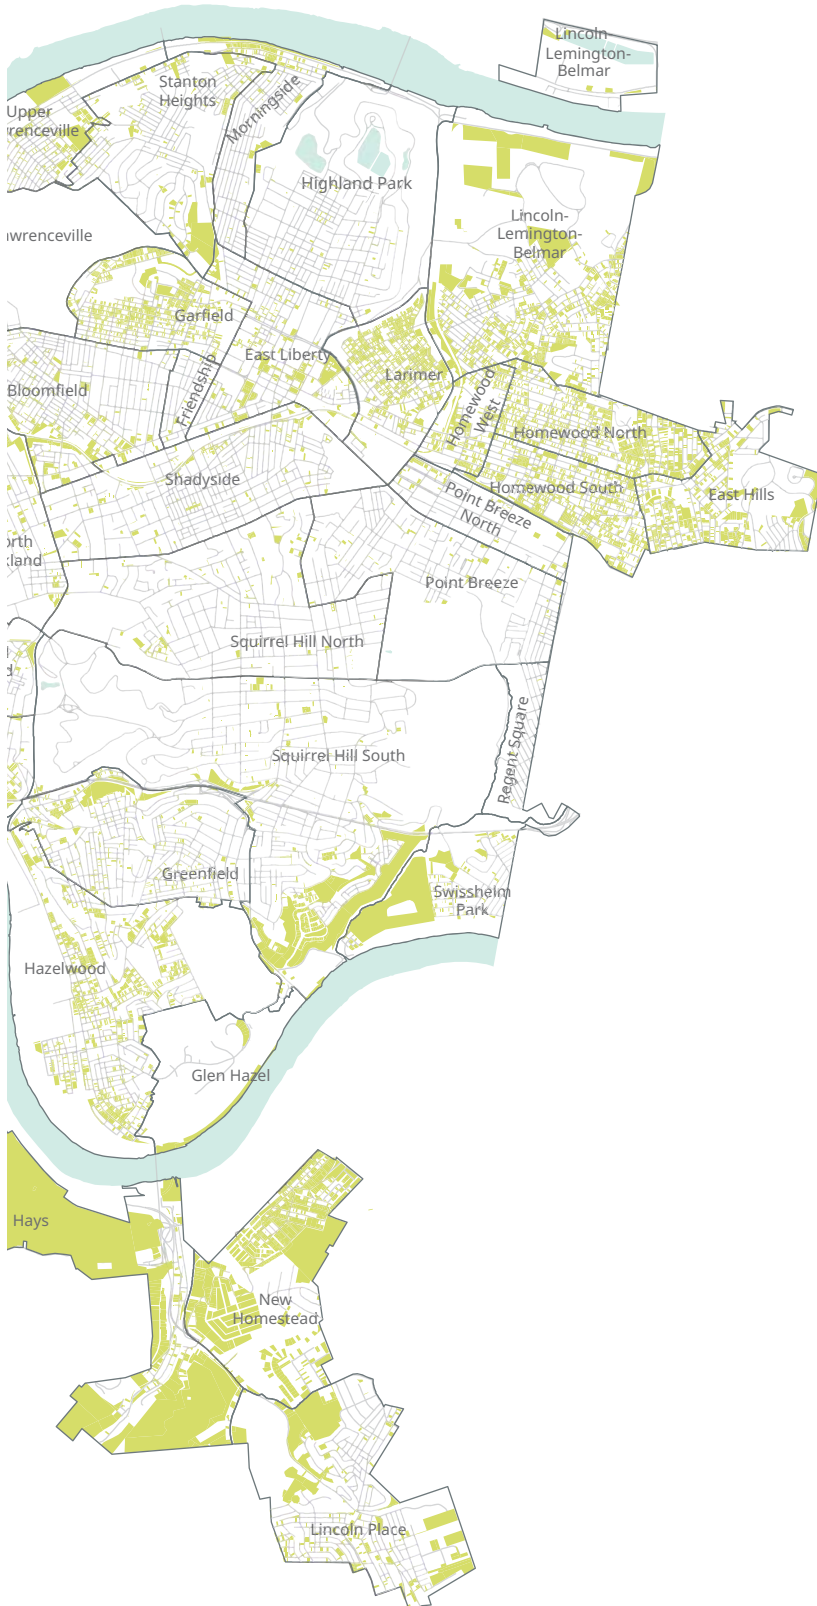 Lincoln-
Lemington-
Belmar
Stanton
Heights
Morningside
Upper
Highland Park
Lincoln-
Lemington-
Belmar
Garfield
East Liberty
Friendship
Larimer
Bloomfield
Homewood
West
Homewood North
Shadyside
Homewood South
East Hills
Point Breeze
North
Point Breeze
Squirrel Hill North
Squirrel Hill South
Regent Square
Greenfield
Swisshelm
Park
Hazelwood
Glen Hazel
Hays
New
Homestead
Lincoln Place